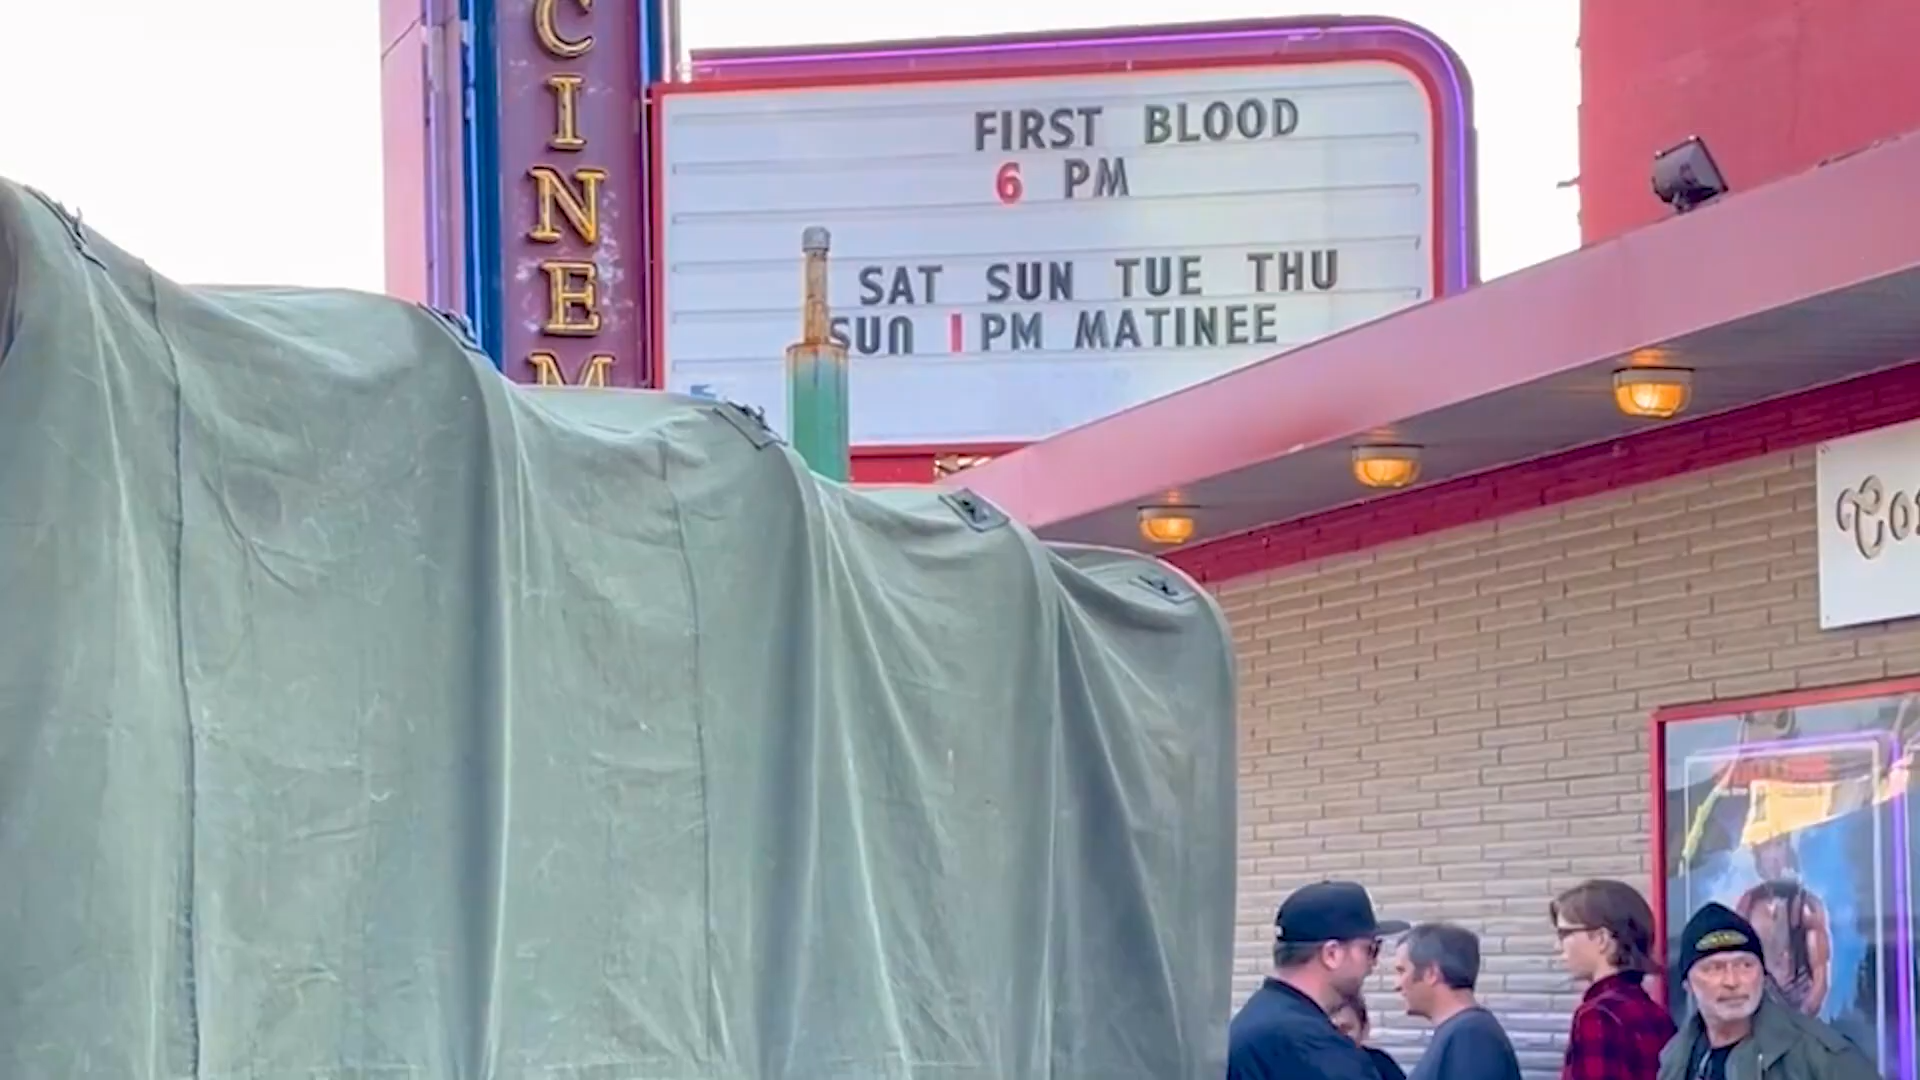 CINEM
FIRST BLOOD
6 PM
SAT SUN TUE THU
SUN 1 PM MATINEE